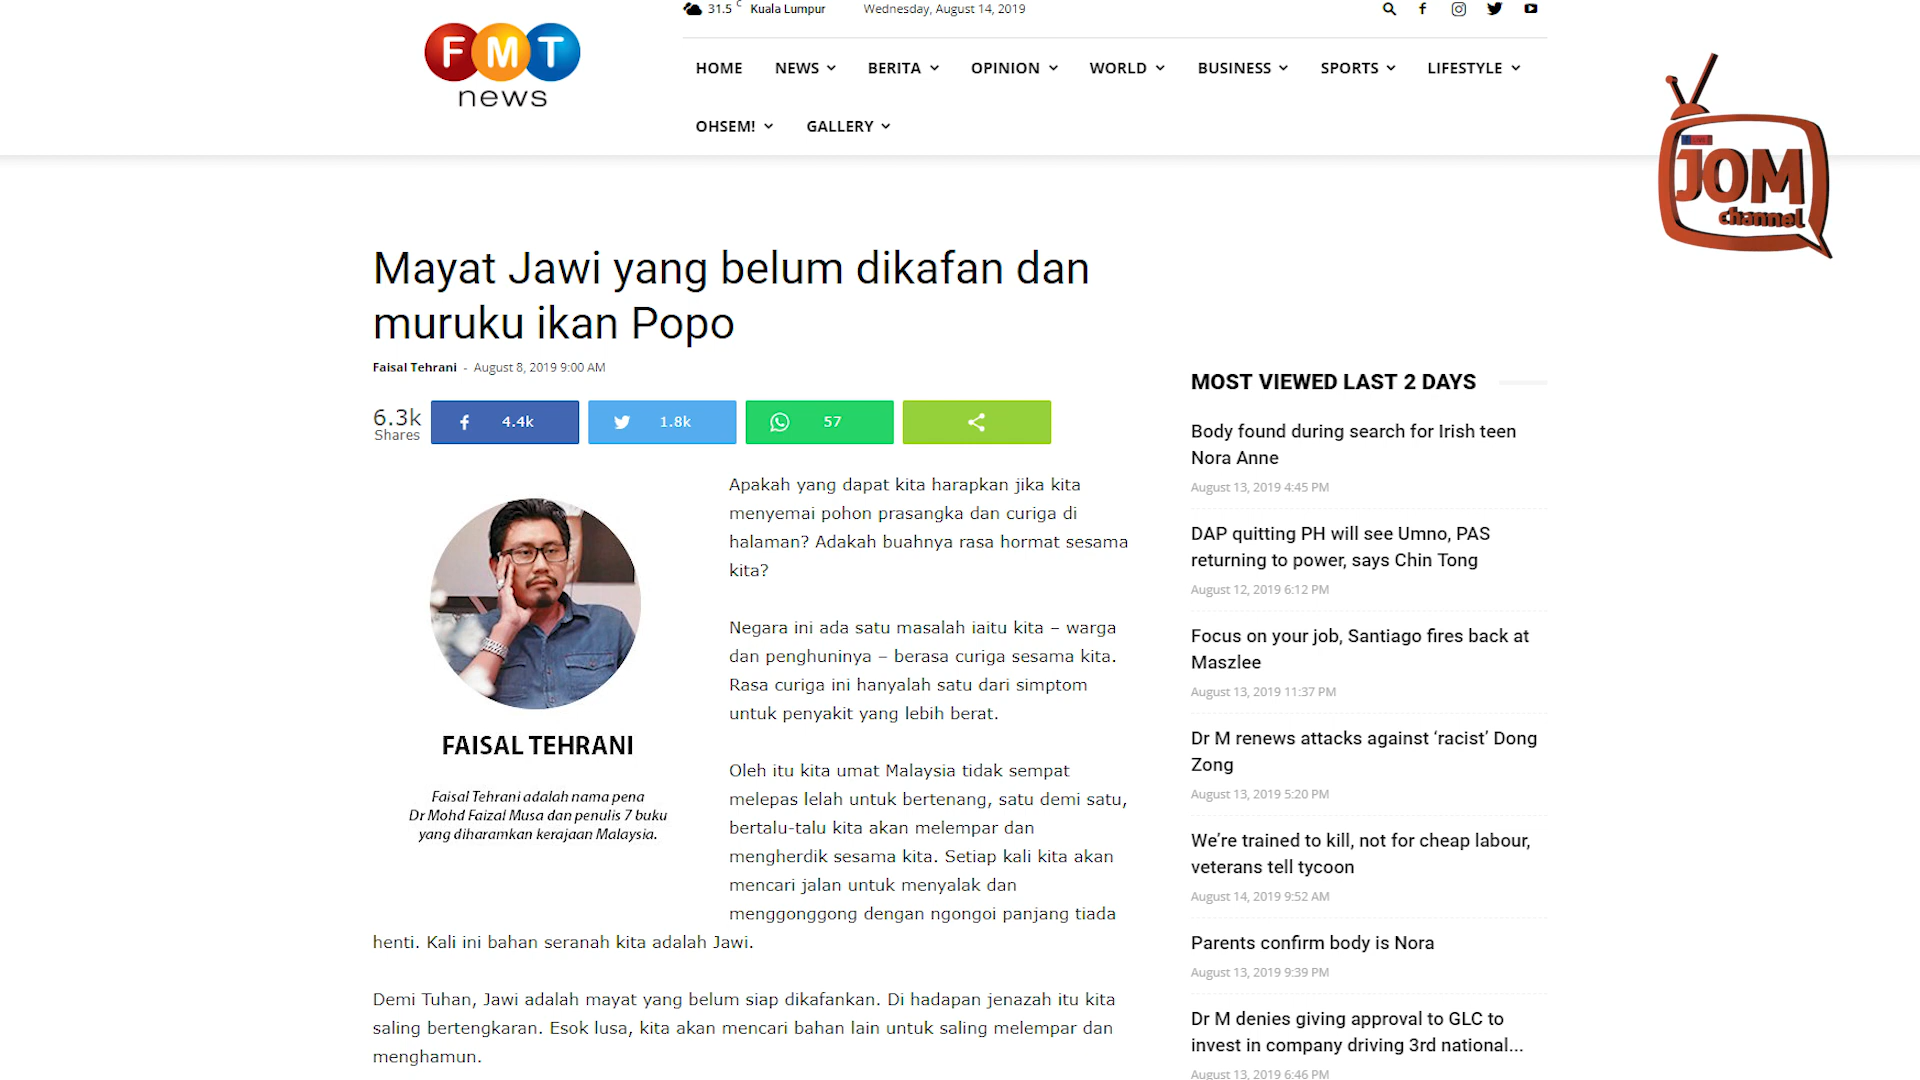 31.5 C Kuala Lumpur Wednesday, August 14, 2019
FMT
news
HOME NEWS BERITA OPINION WORLD BUSINESS SPORTS LIFESTYLE
OHSEM! GALLERY
JOM
channel
Mayat Jawi yang belum dikafan dan
muruku ikan Popo
Faisal Tehrani - August 8, 2019 9:00 AM
6.3k
Shares
4.4k
1.8k
57
Apakah yang dapat kita harapkan jika kita
menyemai pohon prasangka dan curiga di
halaman? Adakah buahnya rasa hormat sesama
kita?
Negara ini ada satu masalah iaitu kita – warga
dan penghuninya – berasa curiga sesama kita.
Rasa curiga ini hanyalah satu dari simptom
untuk penyakit yang lebih berat.
FAISAL TEHRANI
Faisal Tehrani adalah nama pena
Dr Mohd Faizal Musa dan penulis 7 buku
yang diharamkan kerajaan Malaysia.
Oleh itu kita umat Malaysia tidak sempat
melepas lelah untuk bertenang, satu demi satu,
bertalu-talu kita akan melempar dan
mengherdik sesama kita. Setiap kali kita akan
mencari jalan untuk menyalak dan
menggonggong dengan ngongoi panjang tiada
henti. Kali ini bahan seranah kita adalah Jawi.
Demi Tuhan, Jawi adalah mayat yang belum siap dikafankan. Di hadapan jenazah itu kita
saling bertengkaran. Esok lusa, kita akan mencari bahan lain untuk saling melempar dan
menghamun.
MOST VIEWED LAST 2 DAYS
Body found during search for Irish teen
Nora Anne
August 13, 2019 4:45 PM
DAP quitting PH will see Umno, PAS
returning to power, says Chin Tong
August 12, 2019 6:12 PM
Focus on your job, Santiago fires back at
Maszlee
August 13, 2019 11:37 PM
Dr M renews attacks against ‘racist’ Dong
Zong
August 13, 2019 5:20 PM
We’re trained to kill, not for cheap labour,
veterans tell tycoon
August 14, 2019 9:52 AM
Parents confirm body is Nora
August 13, 2019 9:39 PM
Dr M denies giving approval to GLC to
invest in company driving 3rd national...
August 13, 2019 6:46 PM